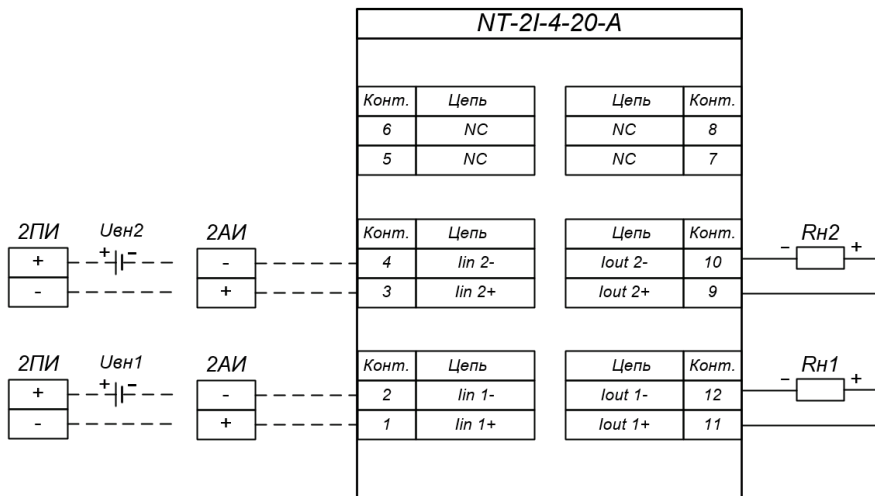 NT-2I-4-20-A
Конт. Цепь Цепь Конт.
6 NC NC 8
5 NC NC 7
2ПИ Uвн2 2АИ Конт. Цепь Цепь Конт. Rн2
+ + - - 4 Iin 2- Iout 2- 10 - +
- + 3 Iin 2+ Iout 2+ 9
2ПИ Uвн1 2АИ Конт. Цепь Цепь Конт. Rн1
+ + - - 2 Iin 1- Iout 1- 12 - +
- + 1 Iin 1+ Iout 1+ 11